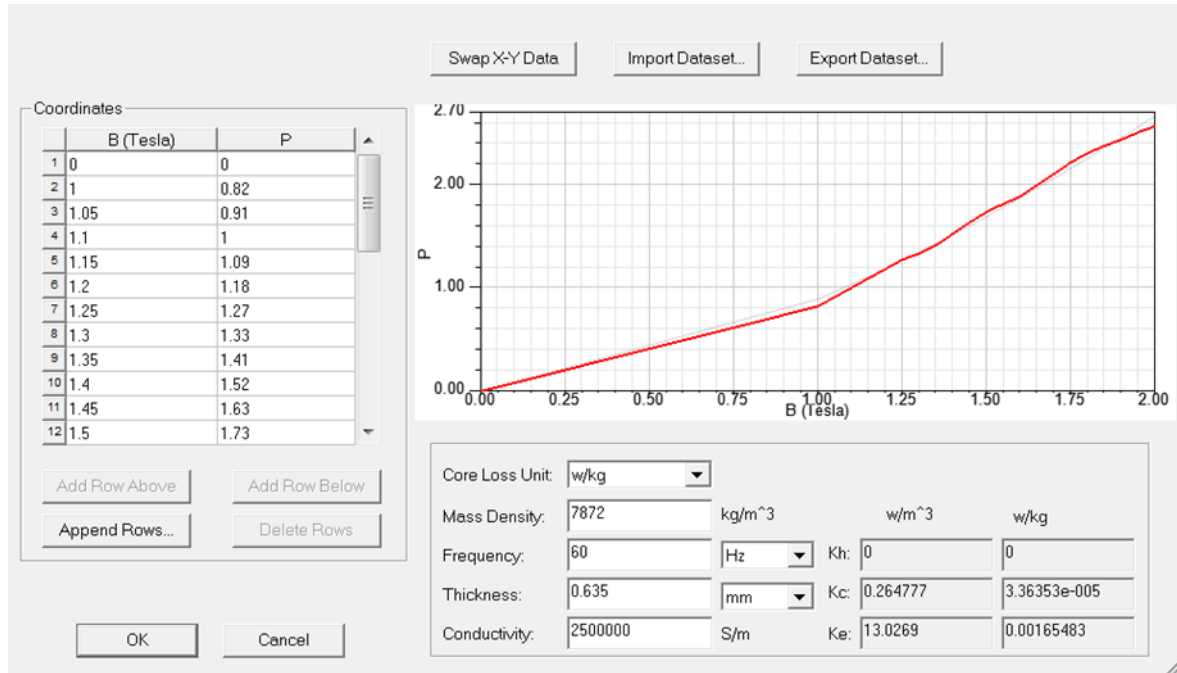 Swap X-Y Data Import Dataset... Export Dataset...
Coordinates
B (Tesla) P
1 0 0
2 1 0.82
3 1.05 0.91
4 1.1 1
5 1.15 1.09
6 1.2 1.18
7 1.25 1.27
8 1.3 1.33
9 1.35 1.41
10 1.4 1.52
11 1.45 1.63
12 1.5 1.73
Add Row Above Add Row Below
Append Rows... Delete Rows
OK Cancel
2.70
2.00
1.00
0.00
P
0.00 0.25 0.50 0.75 1.00 1.25 1.50 1.75 2.00
B (Tesla)
Core Loss Unit: w/kg
Mass Density: 7872 kg/m^3 w/m^3 w/kg
Frequency: 60 Hz Kh: 0 0
Thickness: 0.635 mm Kc: 0.264777 3.36353e-005
Conductivity: 2500000 S/m Ke: 13.0269 0.00165483